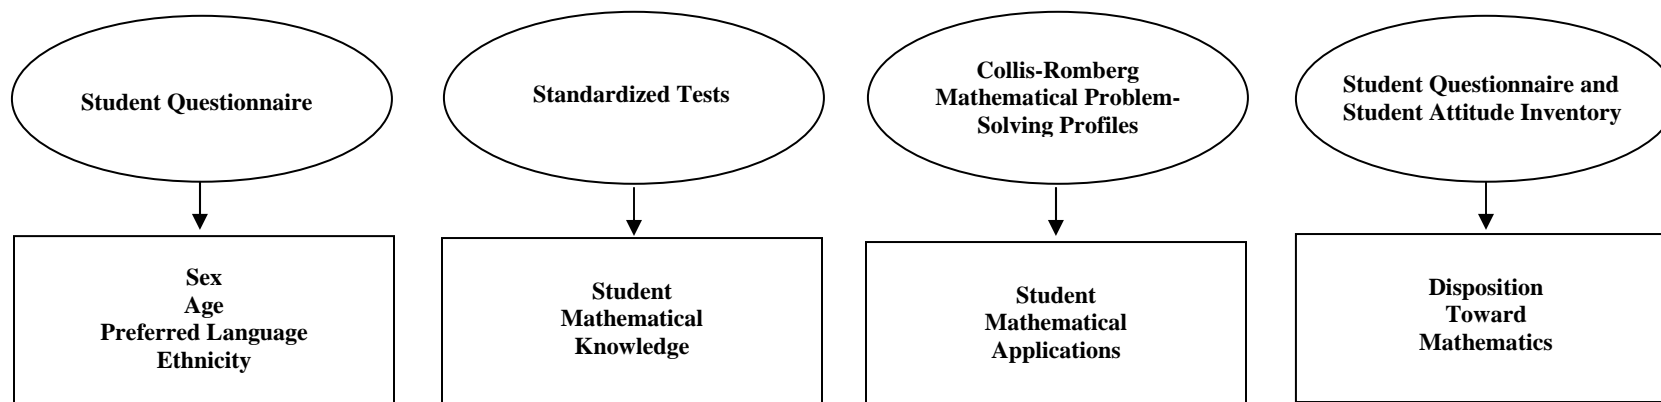 Student Questionnaire
Standardized Tests
Collis-Romberg
Mathematical Problem-
Solving Profiles
Student Questionnaire and
Student Attitude Inventory
Sex
Age
Preferred Language
Ethnicity
Student
Mathematical
Knowledge
Student
Mathematical
Applications
Disposition
Toward
Mathematics